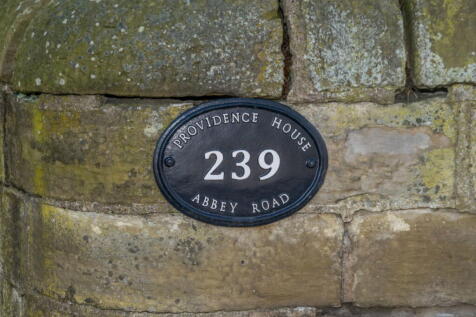 PROVIDENCE HOUSE
239
ABBEY ROAD